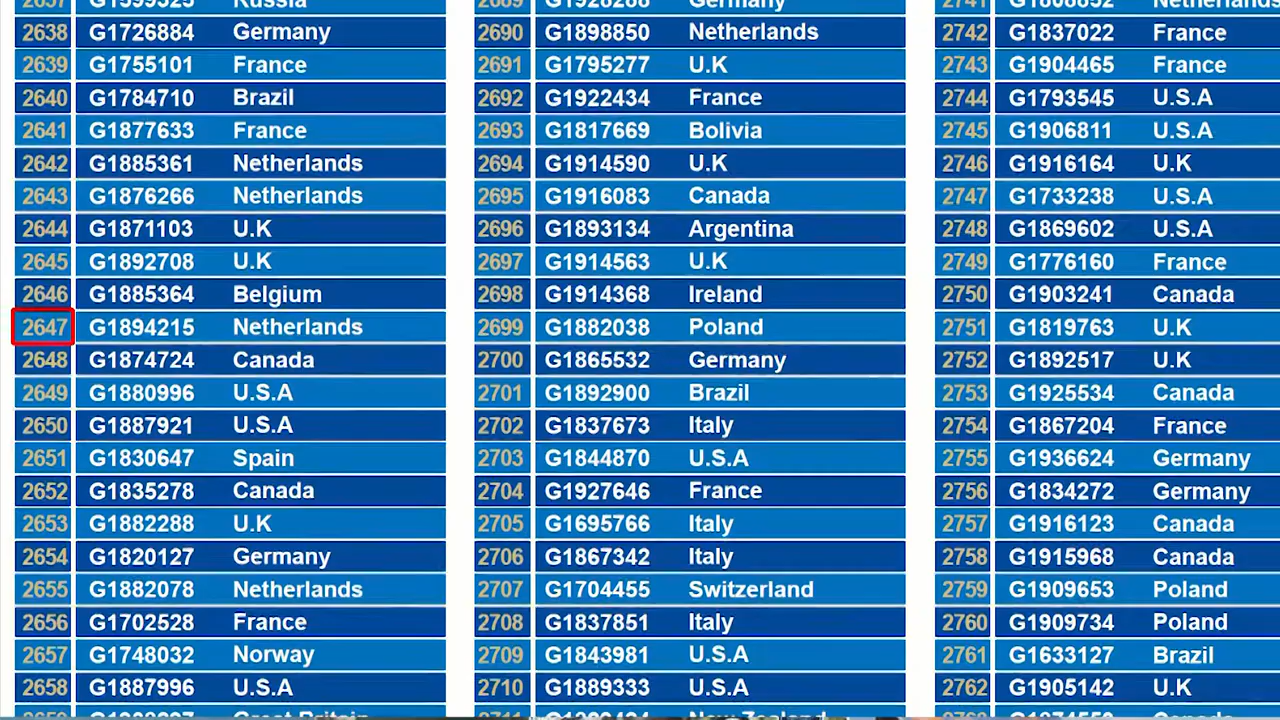 2638 G1726884 Germany
2639 G1755101 France
2640 G1784710 Brazil
2641 G1877633 France
2642 G1885361 Netherlands
2643 G1876266 Netherlands
2644 G1871103 U.K
2645 G1892708 U.K
2646 G1885364 Belgium
2647 G1894215 Netherlands
2648 G1874724 Canada
2649 G1880996 U.S.A
2650 G1887921 U.S.A
2651 G1830647 Spain
2652 G1835278 Canada
2653 G1882288 U.K
2654 G1820127 Germany
2655 G1882078 Netherlands
2656 G1702528 France
2657 G1748032 Norway
2658 G1887996 U.S.A
2690 G1898850 Netherlands
2691 G1795277 U.K
2692 G1922434 France
2693 G1817669 Bolivia
2694 G1914590 U.K
2695 G1916083 Canada
2696 G1893134 Argentina
2697 G1914563 U.K
2698 G1914368 Ireland
2699 G1882038 Poland
2700 G1865532 Germany
2701 G1892900 Brazil
2702 G1837673 Italy
2703 G1844870 U.S.A
2704 G1927646 France
2705 G1695766 Italy
2706 G1867342 Italy
2707 G1704455 Switzerland
2708 G1837851 Italy
2709 G1843981 U.S.A
2710 G1889333 U.S.A
2742 G1837022 France
2743 G1904465 France
2744 G1793545 U.S.A
2745 G1906811 U.S.A
2746 G1916164 U.K
2747 G1733238 U.S.A
2748 G1869602 U.S.A
2749 G1776160 France
2750 G1903241 Canada
2751 G1819763 U.K
2752 G1892517 U.K
2753 G1925534 Canada
2754 G1867204 France
2755 G1936624 Germany
2756 G1834272 Germany
2757 G1916123 Canada
2758 G1915968 Canada
2759 G1909653 Poland
2760 G1909734 Poland
2761 G1633127 Brazil
2762 G1905142 U.K